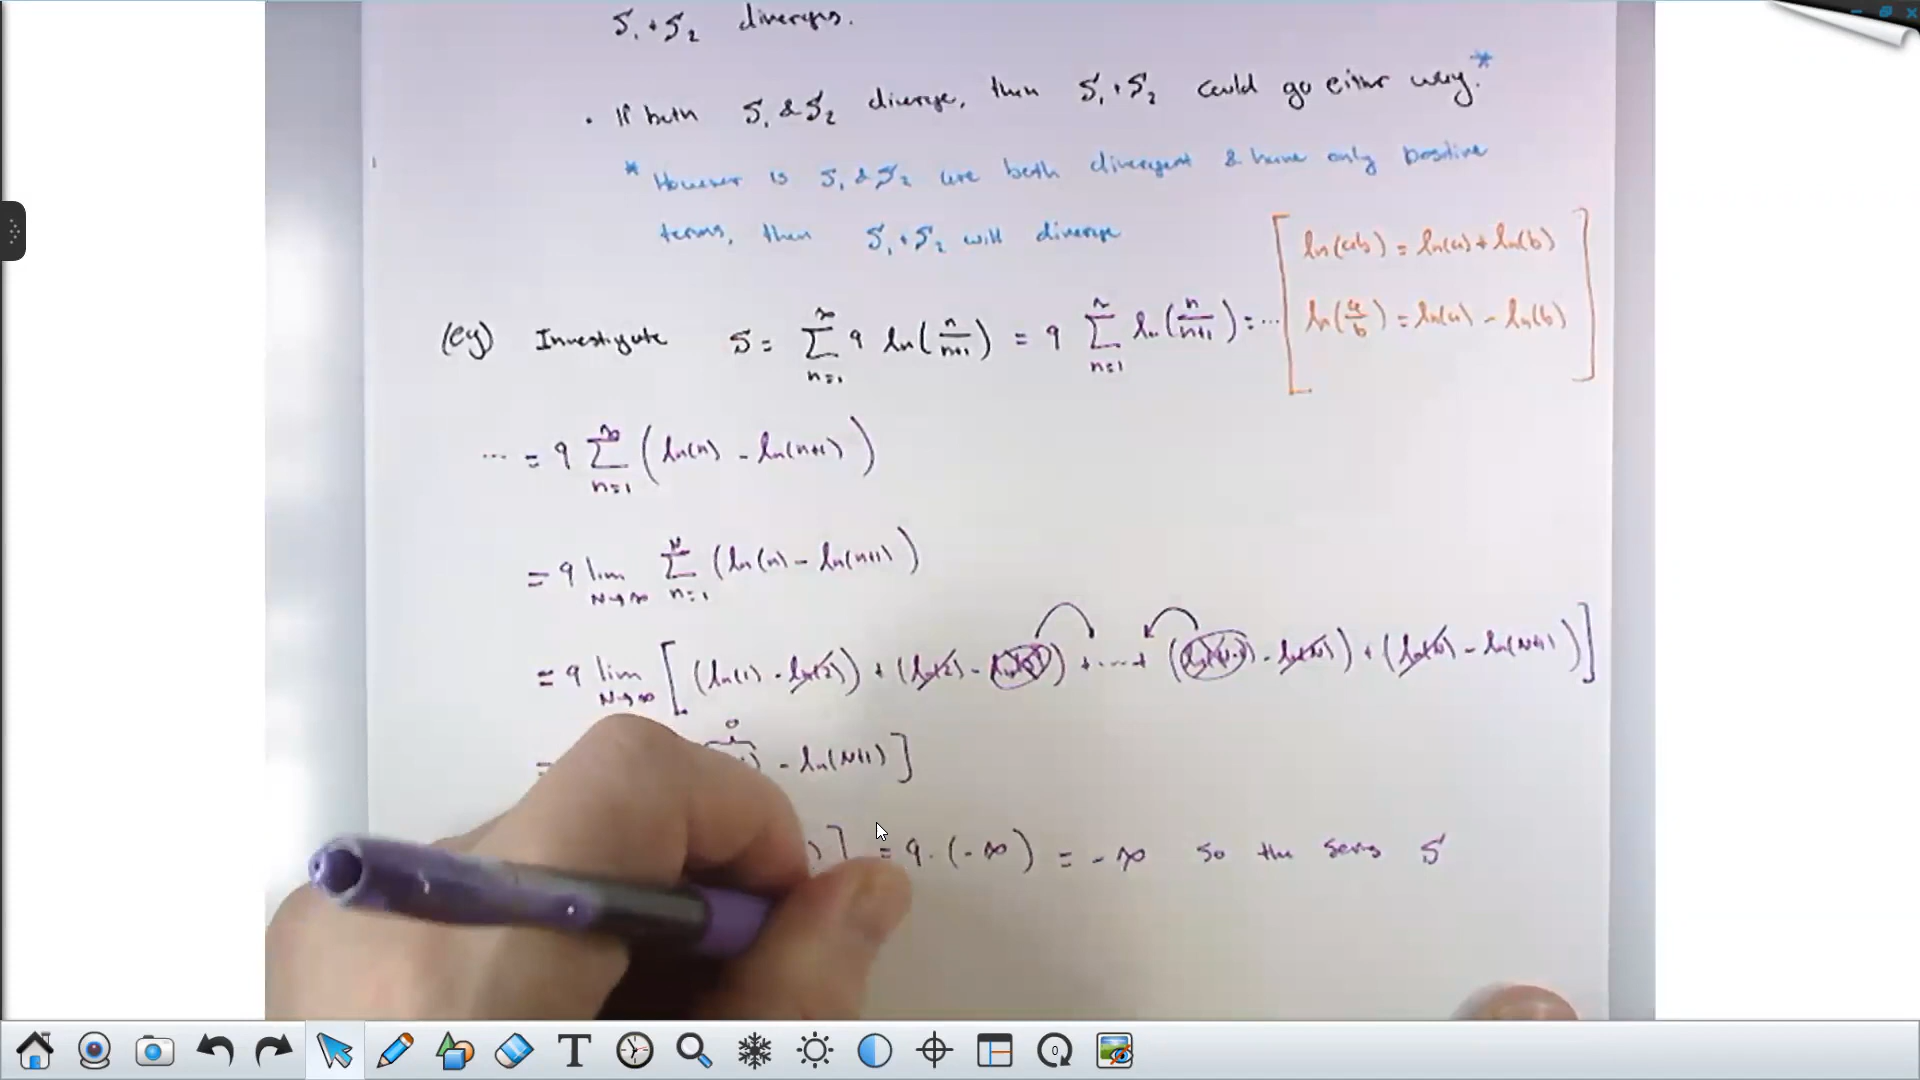 S₁ + S₂ diverges.
• If both S₁ & S₂ diverge, then S₁ + S₂ could go either way.*
* However is S₁ & S₂ are both divergent & have only positive
terms, then S₁ + S₂ will diverge
[ ln(ab) = ln(a) + ln(b)
ln(a/b) = ln(a) - ln(b) ]
(eg) Investigate S = ∑_{n=1}^{∞} 9 ln(n/(n+1)) = 9 ∑_{n=1}^{∞} ln(n/(n+1)) = ...
... = 9 ∑_{n=1}^{∞} (ln(n) - ln(n+1))
= 9 lim_{N→∞} ∑_{n=1}^{N} (ln(n) - ln(n+1))
= 9 lim_{N→∞} [(ln(1) - ln(2)) + (ln(2) - ln(3)) + ... + (ln(N-1) - ln(N)) + (ln(N) - ln(N+1))]
= 0 - ln(N+1)]
)] = 9·(-∞) = -∞ so the series S
T
0